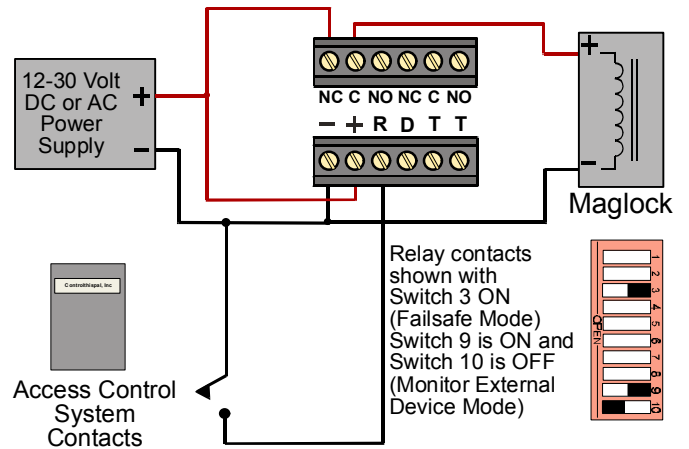 12-30 Volt
DC or AC
Power
Supply
+
−
NC C NO NC C NO
− + R D T T
+
−
Maglock
Controlthispal, Inc
Access Control
System
Contacts
Relay contacts
shown with
Switch 3 ON
(Failsafe Mode)
Switch 9 is ON and
Switch 10 is OFF
(Monitor External
Device Mode)
OPEN
1
2
3
4
5
6
7
8
9
10